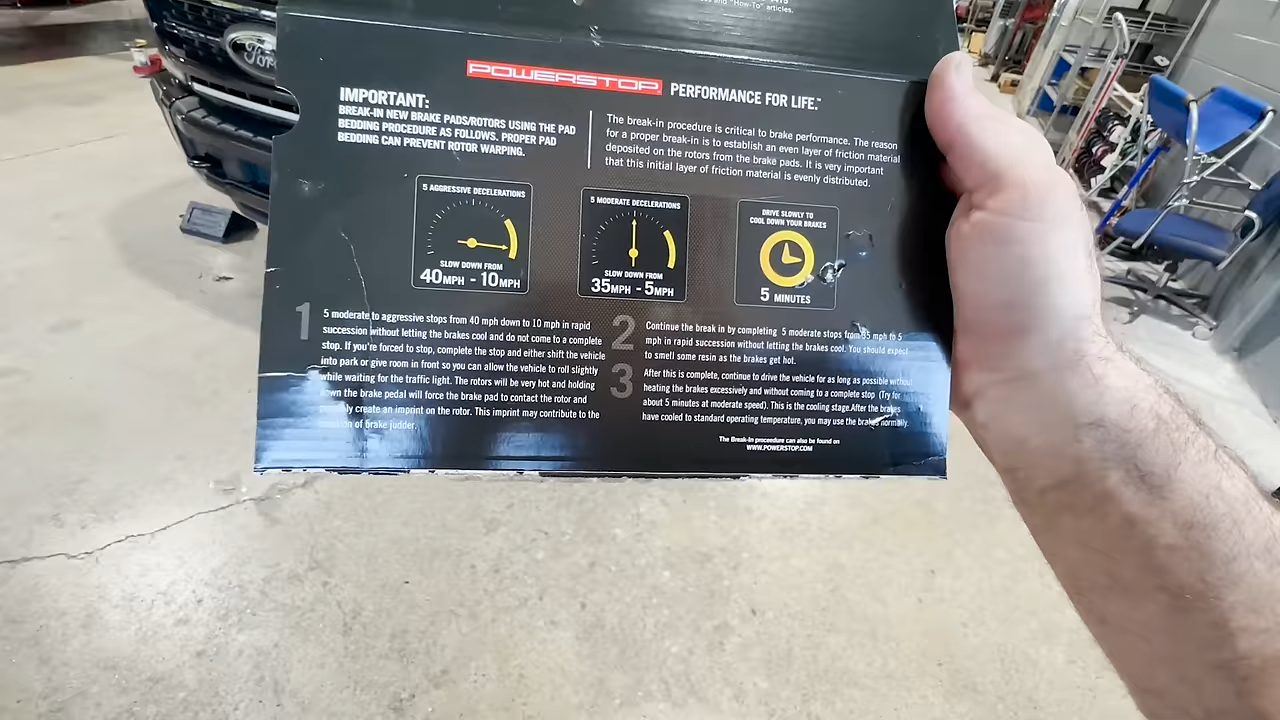 and "How-To" articles.
Ford
POWERSTOP PERFORMANCE FOR LIFE.™
IMPORTANT:
BREAK-IN NEW BRAKE PADS/ROTORS USING THE PAD
BEDDING PROCEDURE AS FOLLOWS. PROPER PAD
BEDDING CAN PREVENT ROTOR WARPING.
The break-in procedure is critical to brake performance. The reason
for a proper break-in is to establish an even layer of friction material
deposited on the rotors from the brake pads. It is very important
that this initial layer of friction material is evenly distributed.
5 AGGRESSIVE DECELERATIONS
SLOW DOWN FROM
40MPH - 10MPH
5 MODERATE DECELERATIONS
SLOW DOWN FROM
35MPH - 5MPH
DRIVE SLOWLY TO
COOL DOWN YOUR BRAKES
5 MINUTES
1
5 moderate to aggressive stops from 40 mph down to 10 mph in rapid
succession without letting the brakes cool and do not come to a complete
stop. If you're forced to stop, complete the stop and either shift the vehicle
into park or give room in front so you can allow the vehicle to roll slightly
while waiting for the traffic light. The rotors will be very hot and holding
down the brake pedal will force the brake pad to contact the rotor and
create an imprint on the rotor. This imprint may contribute to the
of brake judder.
2
Continue the break in by completing 5 moderate stops from 35 mph to 5
mph in rapid succession without letting the brakes cool. You should expect
to smell some resin as the brakes get hot.
3
After this is complete, continue to drive the vehicle for as long as possible without
heating the brakes excessively and without coming to a complete stop (Try for
about 5 minutes at moderate speed). This is the cooling stage.After the brakes
have cooled to standard operating temperature, you may use the brakes normally.
The Break-In proceedure can also be found on
WWW.POWERSTOP.COM